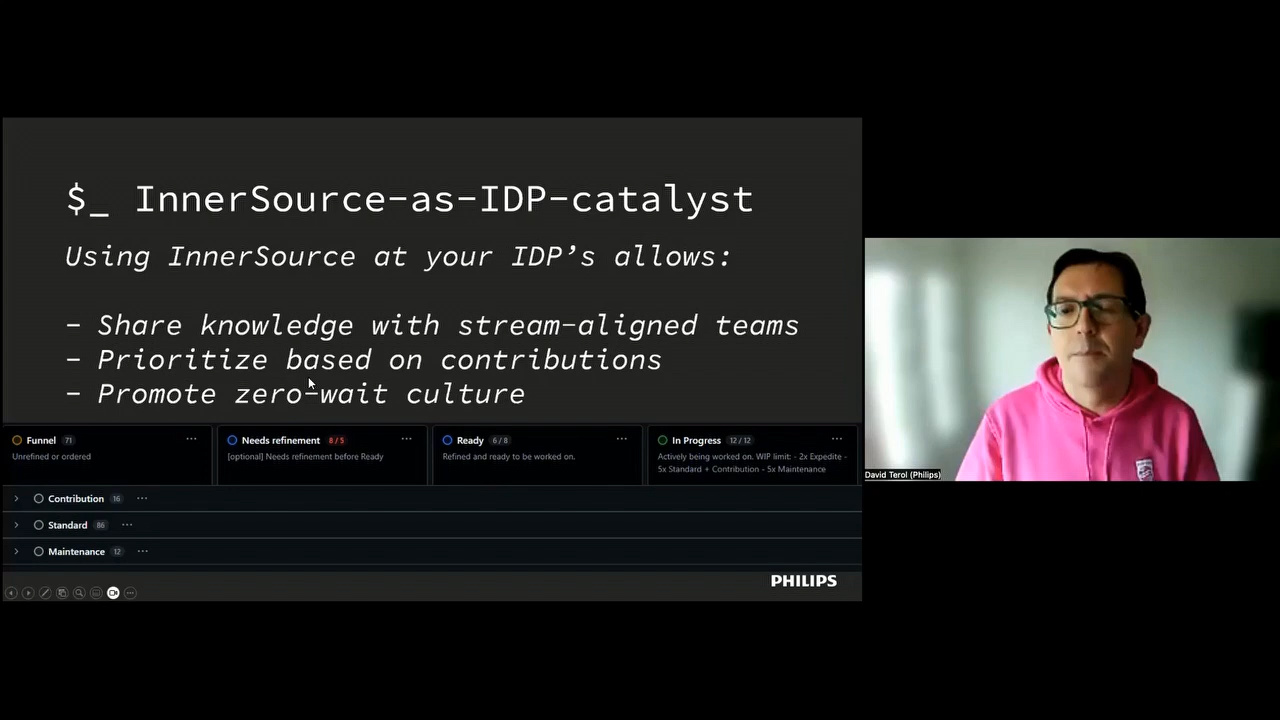 $_ InnerSource-as-IDP-catalyst
Using InnerSource at your IDP’s allows:
- Share knowledge with stream-aligned teams
- Prioritize based on contributions
- Promote zero-wait culture
Funnel 71 ...
Unrefined or ordered
Needs refinement 8 / 5 ...
[optional] Needs refinement before Ready
Ready 6 / 8 ...
Refined and ready to be worked on.
In Progress 12 / 12 ...
Actively being worked on. WIP limit: - 2x Expedite -
5x Standard + Contribution - 5x Maintenance
Contribution 16 ...
Standard 86 ...
Maintenance 12 ...
PHILIPS
David Terol (Philips)